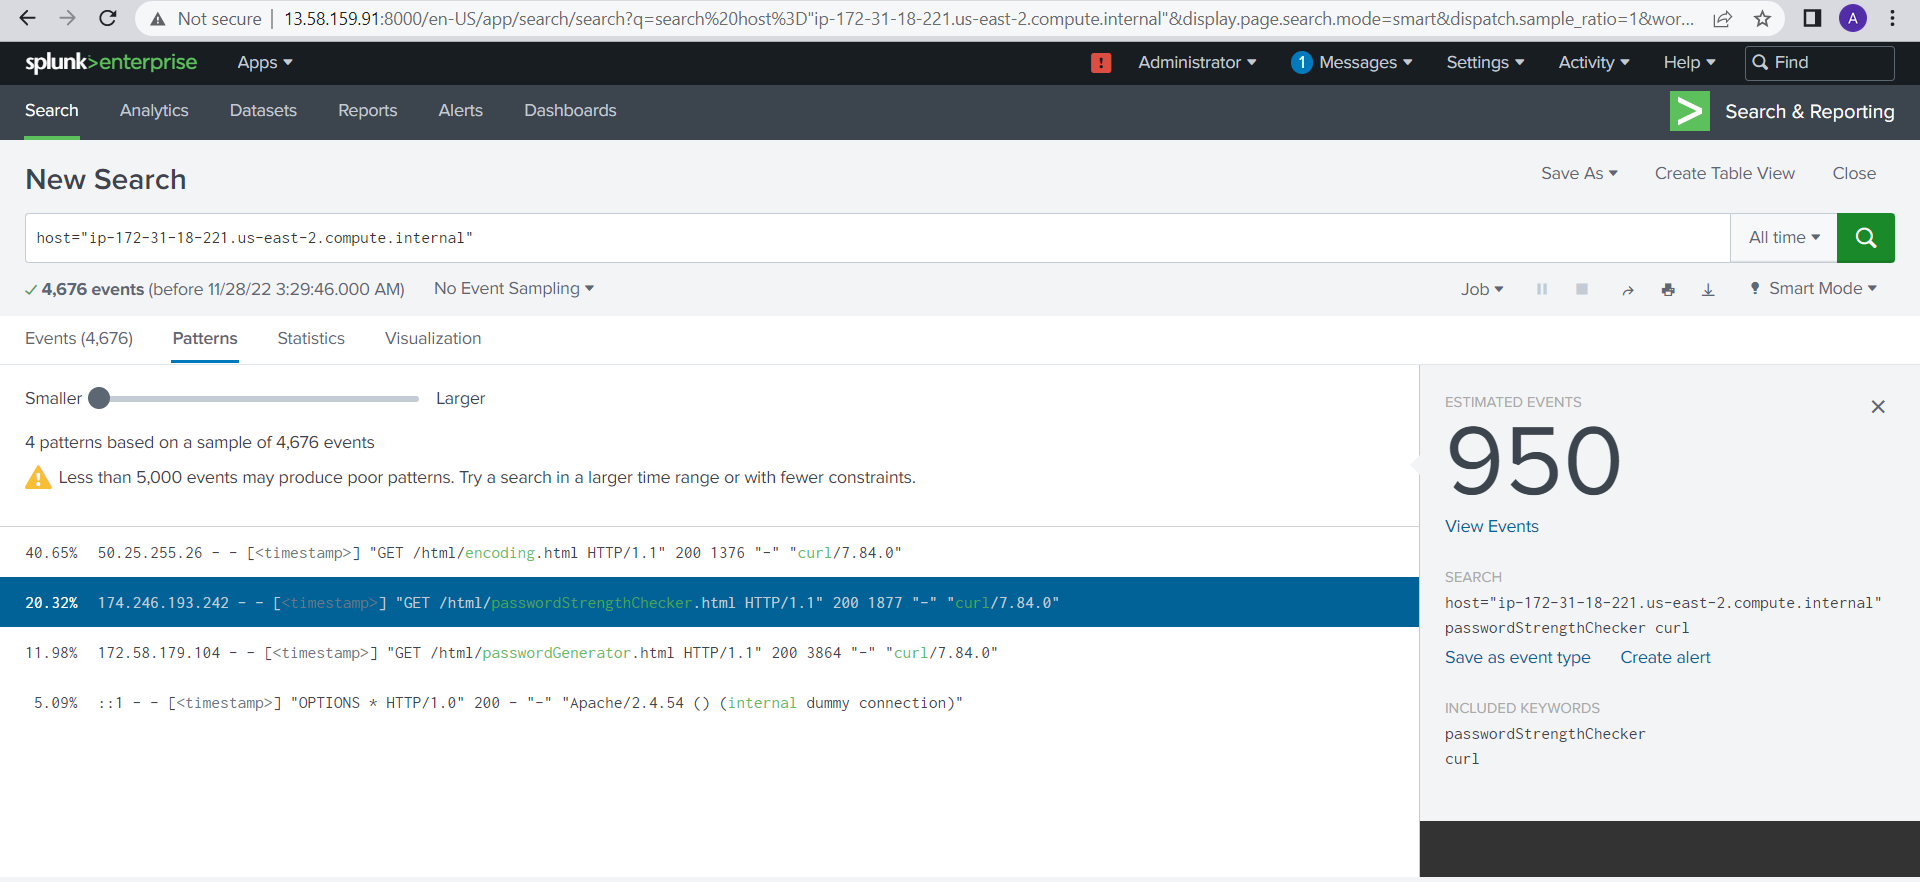 Not secure | 13.58.159.91:8000/en-US/app/search/search?q=search%20host%3D"ip-172-31-18-221.us-east-2.compute.internal"&display.page.search.mode=smart&dispatch.sample_ratio=1&wor... A
splunk>enterprise Apps ! Administrator 1 Messages Settings Activity Help Find
Search Analytics Datasets Reports Alerts Dashboards > Search & Reporting
New Search Save As Create Table View Close
host="ip-172-31-18-221.us-east-2.compute.internal" All time
4,676 events (before 11/28/22 3:29:46.000 AM) No Event Sampling Job Smart Mode
Events (4,676) Patterns Statistics Visualization
Smaller Larger
4 patterns based on a sample of 4,676 events
Less than 5,000 events may produce poor patterns. Try a search in a larger time range or with fewer constraints.
40.65% 50.25.255.26 - - [<timestamp>] "GET /html/encoding.html HTTP/1.1" 200 1376 "-" "curl/7.84.0"
20.32% 174.246.193.242 - - [<timestamp>] "GET /html/passwordStrengthChecker.html HTTP/1.1" 200 1877 "-" "curl/7.84.0"
11.98% 172.58.179.104 - - [<timestamp>] "GET /html/passwordGenerator.html HTTP/1.1" 200 3864 "-" "curl/7.84.0"
5.09% ::1 - - [<timestamp>] "OPTIONS * HTTP/1.0" 200 - "-" "Apache/2.4.54 () (internal dummy connection)"
ESTIMATED EVENTS
950
View Events
SEARCH
host="ip-172-31-18-221.us-east-2.compute.internal"
passwordStrengthChecker curl
Save as event type Create alert
INCLUDED KEYWORDS
passwordStrengthChecker
curl